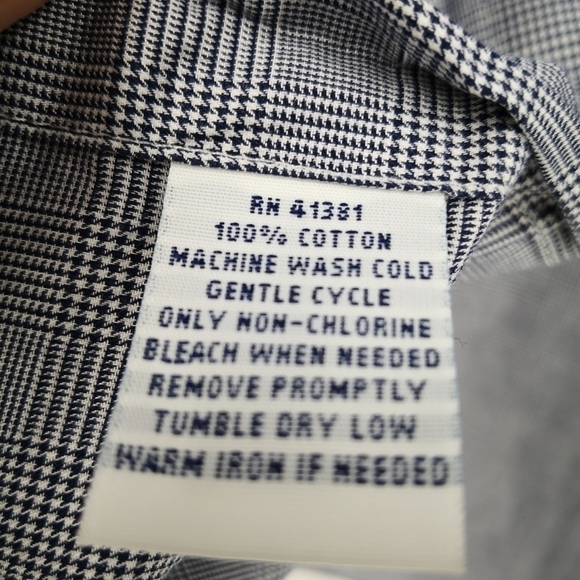 RN 41381
100% COTTON
MACHINE WASH COLD
GENTLE CYCLE
ONLY NON-CHLORINE
BLEACH WHEN NEEDED
REMOVE PROMPTLY
TUMBLE DRY LOW
WARM IRON IF NEEDED